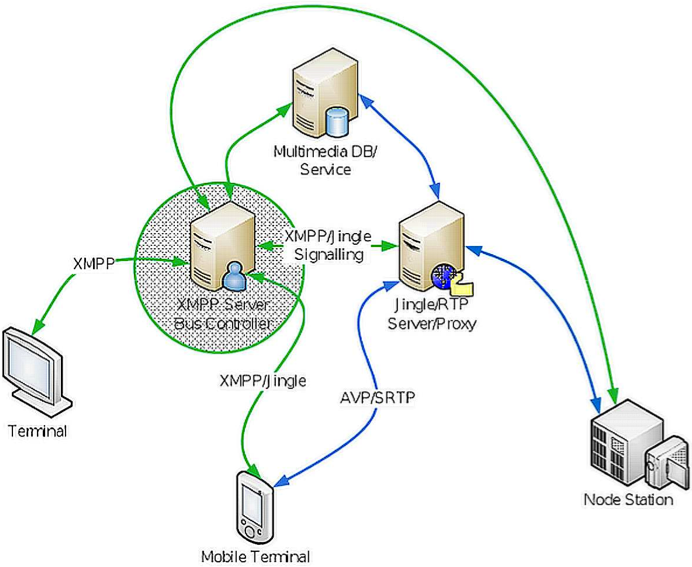 Multimedia DB/
Service
XMPP/Jingle
Signalling
XMPP
XMPP Server
Bus Controller
Jingle/RTP
Server/Proxy
XMPP/Jingle
AVP/SRTP
Terminal
Node Station
Mobile Terminal